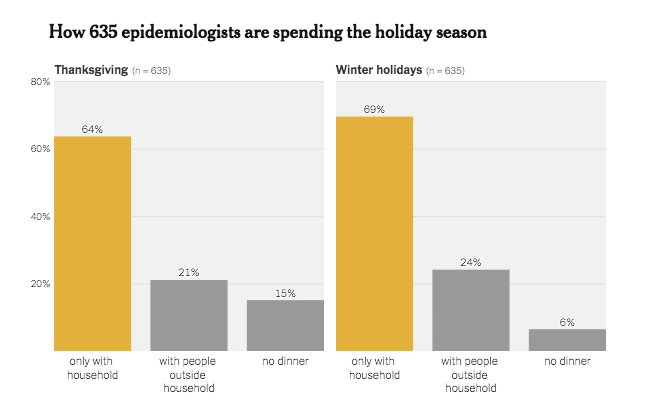 How 635 epidemiologists are spending the holiday season
Thanksgiving (n = 635)
80%
60%
40%
20%
64%
21%
15%
only with
household
with people
outside
household
no dinner
Winter holidays (n = 635)
69%
24%
6%
only with
household
with people
outside
household
no dinner